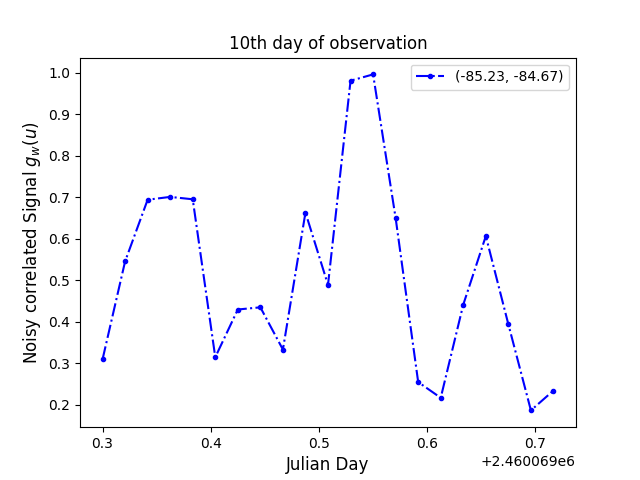 10th day of observation
(-85.23, -84.67)
Noisy correlated Signal g_w(u)
1.0
0.9
0.8
0.7
0.6
0.5
0.4
0.3
0.2
0.3 0.4 0.5 0.6 0.7
+2.460069e6
Julian Day